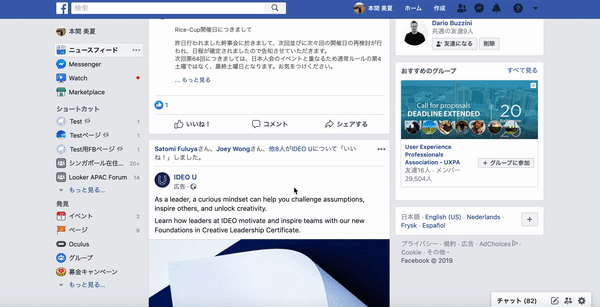 検索
本間 美夏
ホーム
作成
本間 美夏
ニュースフィード
Messenger
Watch
Marketplace
ショートカット
Test
1
Testページ
1
Test用FBページ
1
シンガポール在住...
20+
Looker APAC Forum
14
もっと見る...
発見
イベント
3
ページ
9
Oculus
グループ
募金キャンペーン
もっと見る...
Rice-Cup開催日につきまして
昨日行われました幹事会に於きまして、次回並びに次々回の開催日の再検討が行
われ、日程が確定されましたので告知させていただきます。
次回第64回につきましては、日本人会のイベントと重なるため通常ルールの第4
土曜ではなく、最終土曜日となります。お気をつけください。
... もっと見る
1
いいね！
コメント
シェアする
Satomi Fuluyaさん、Joey Wongさん、他8人がIDEO Uについて「いい
ね！」しました。
IDEO U
広告 ·
As a leader, a curious mindset can help you challenge assumptions,
inspire others, and unlock creativity.
Learn how leaders at IDEO motivate and inspire teams with our new
Foundations in Creative Leadership Certificate.
Dario Buzzini
共通の友達9人
友達になる
削除
おすすめのグループ
すべて見る
Call for proposals
DEADLINE EXTENDED
20
20
User Experience
Professionals
Association - UXPA
友達16人・メンバー
29,504人
+ グループに参加
日本語 · English (US) · Nederlands ·
Frysk · Español
+
プライバシー · 規約 · 広告 · AdChoices
Cookie · その他
Facebook © 2019
チャット (82)